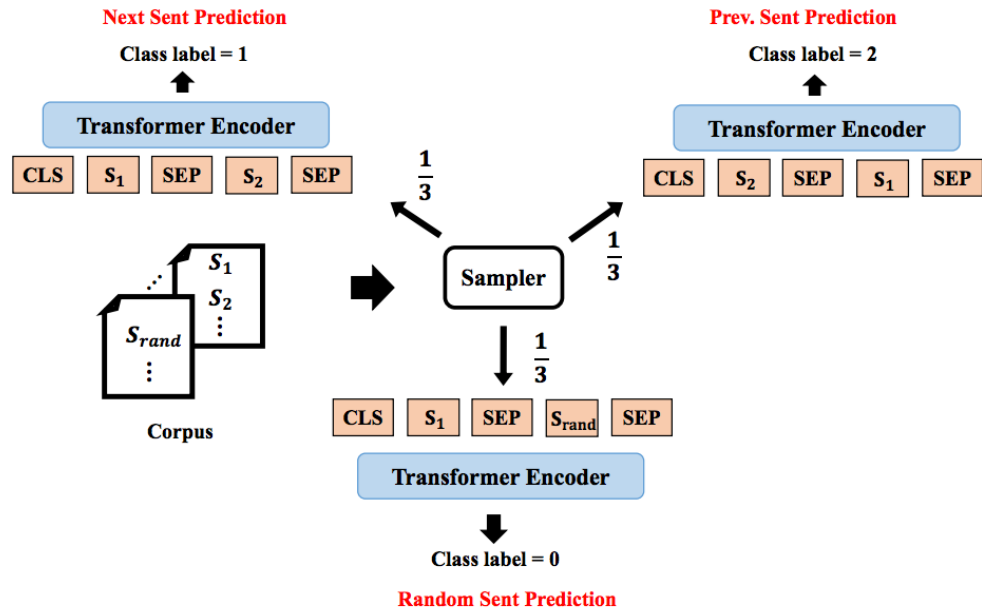 Next Sent Prediction
Class label = 1
Transformer Encoder
CLS S₁ SEP S₂ SEP
Prev. Sent Prediction
Class label = 2
Transformer Encoder
CLS S₂ SEP S₁ SEP
1/3
1/3
Sampler
S₁
S₂
⋮
⋰
S_rand
⋮
Corpus
1/3
CLS S₁ SEP S_rand SEP
Transformer Encoder
Class label = 0
Random Sent Prediction